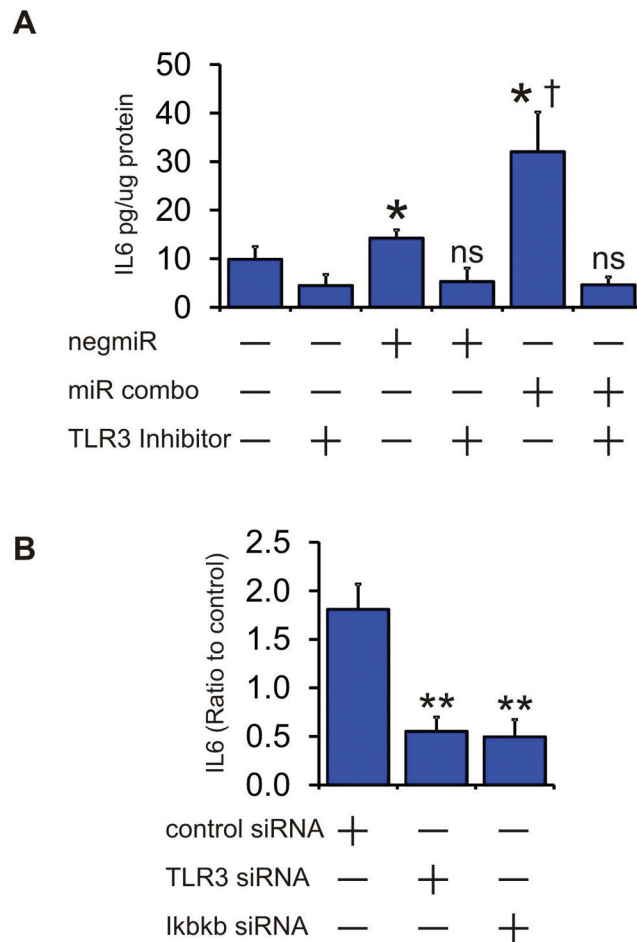 A
50
40
30
20
10
0
IL6 pg/ug protein
* ns * † ns
negmiR — — + + — —
miR combo — — — — + +
TLR3 Inhibitor — + — + — +
B
2.5
2.0
1.5
1.0
0.5
0.0
IL6 (Ratio to control)
** **
control siRNA + — —
TLR3 siRNA — + —
Ikbkb siRNA — — +